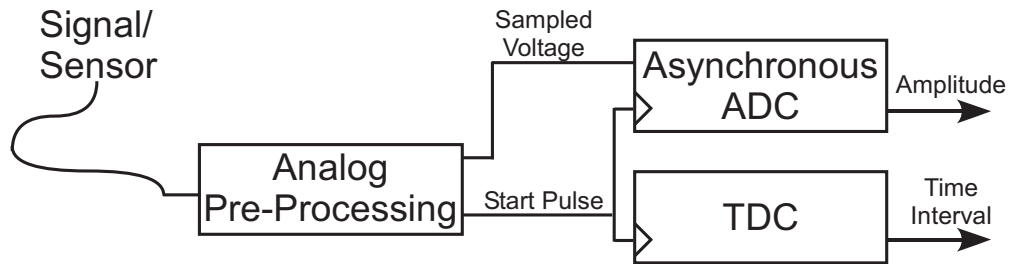 Signal/
Sensor
Analog
Pre-Processing
Sampled
Voltage
Start Pulse
Asynchronous
ADC
Amplitude
TDC
Time
Interval